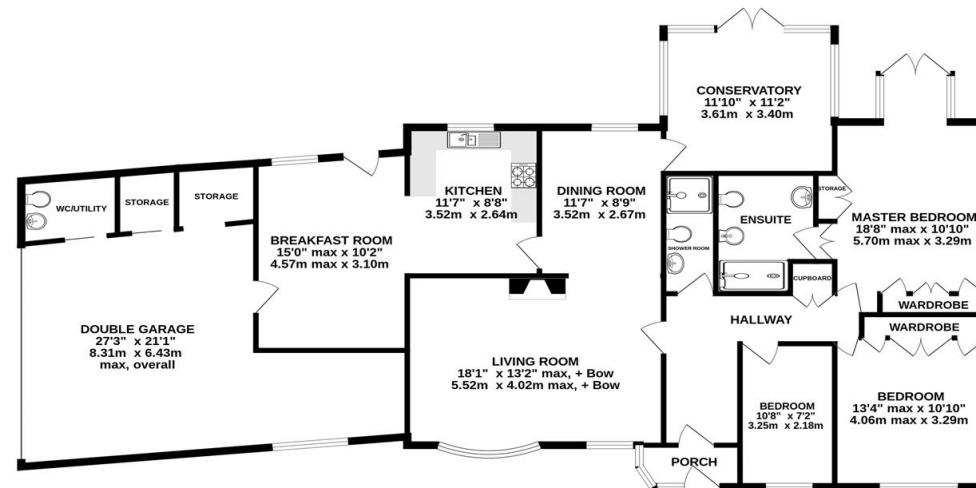 CONSERVATORY
11'10" x 11'2"
3.61m x 3.40m
KITCHEN
11'7" x 8'8"
3.52m x 2.64m
DINING ROOM
11'7" x 8'9"
3.52m x 2.67m
WC/UTILITY
STORAGE
STORAGE
BREAKFAST ROOM
15'0" max x 10'2"
4.57m max x 3.10m
SHOWER ROOM
ENSUITE
STORAGE
MASTER BEDROOM
18'8" max x 10'10"
5.70m max x 3.29m
CUPBOARD
WARDROBE
WARDROBE
HALLWAY
DOUBLE GARAGE
27'3" x 21'1"
8.31m x 6.43m
max, overall
LIVING ROOM
18'1" x 13'2" max, + Bow
5.52m x 4.02m max, + Bow
BEDROOM
10'8" x 7'2"
3.25m x 2.18m
BEDROOM
13'4" max x 10'10"
4.06m max x 3.29m
PORCH